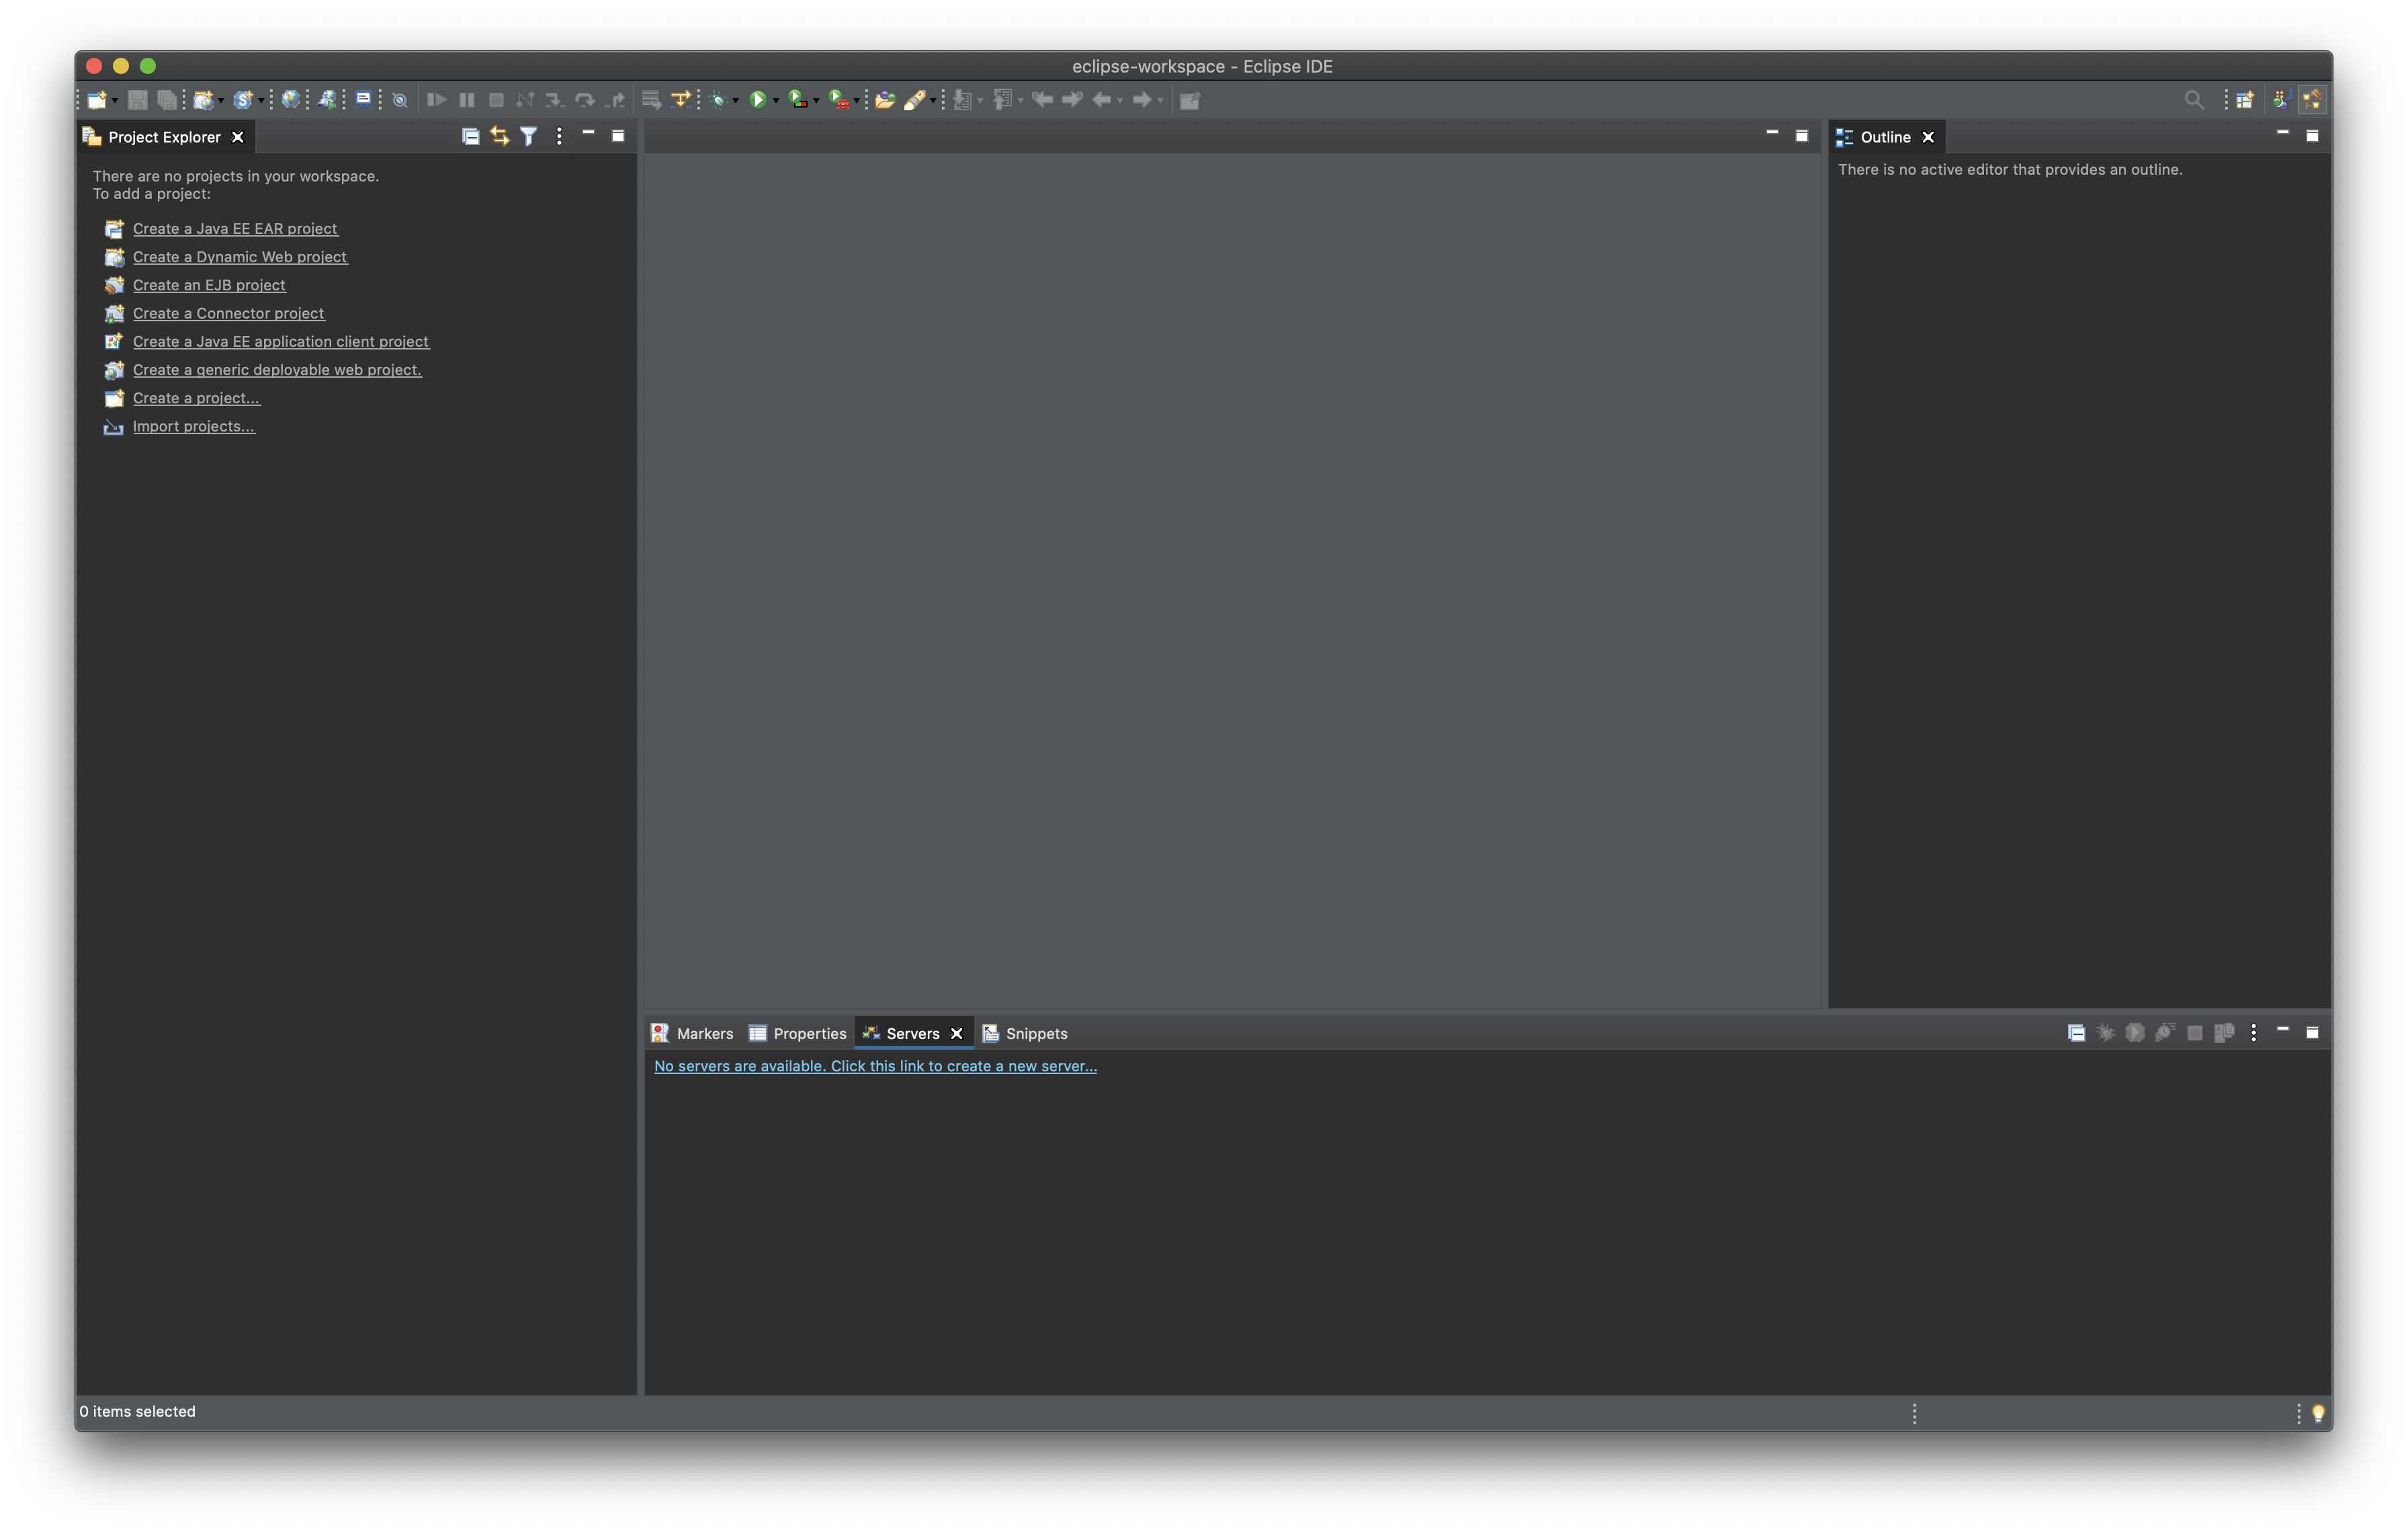 eclipse-workspace - Eclipse IDE
Project Explorer
There are no projects in your workspace.
To add a project:
Create a Java EE EAR project
Create a Dynamic Web project
Create an EJB project
Create a Connector project
Create a Java EE application client project
Create a generic deployable web project.
Create a project...
Import projects...
Outline
There is no active editor that provides an outline.
Markers
Properties
Servers
Snippets
No servers are available. Click this link to create a new server...
0 items selected